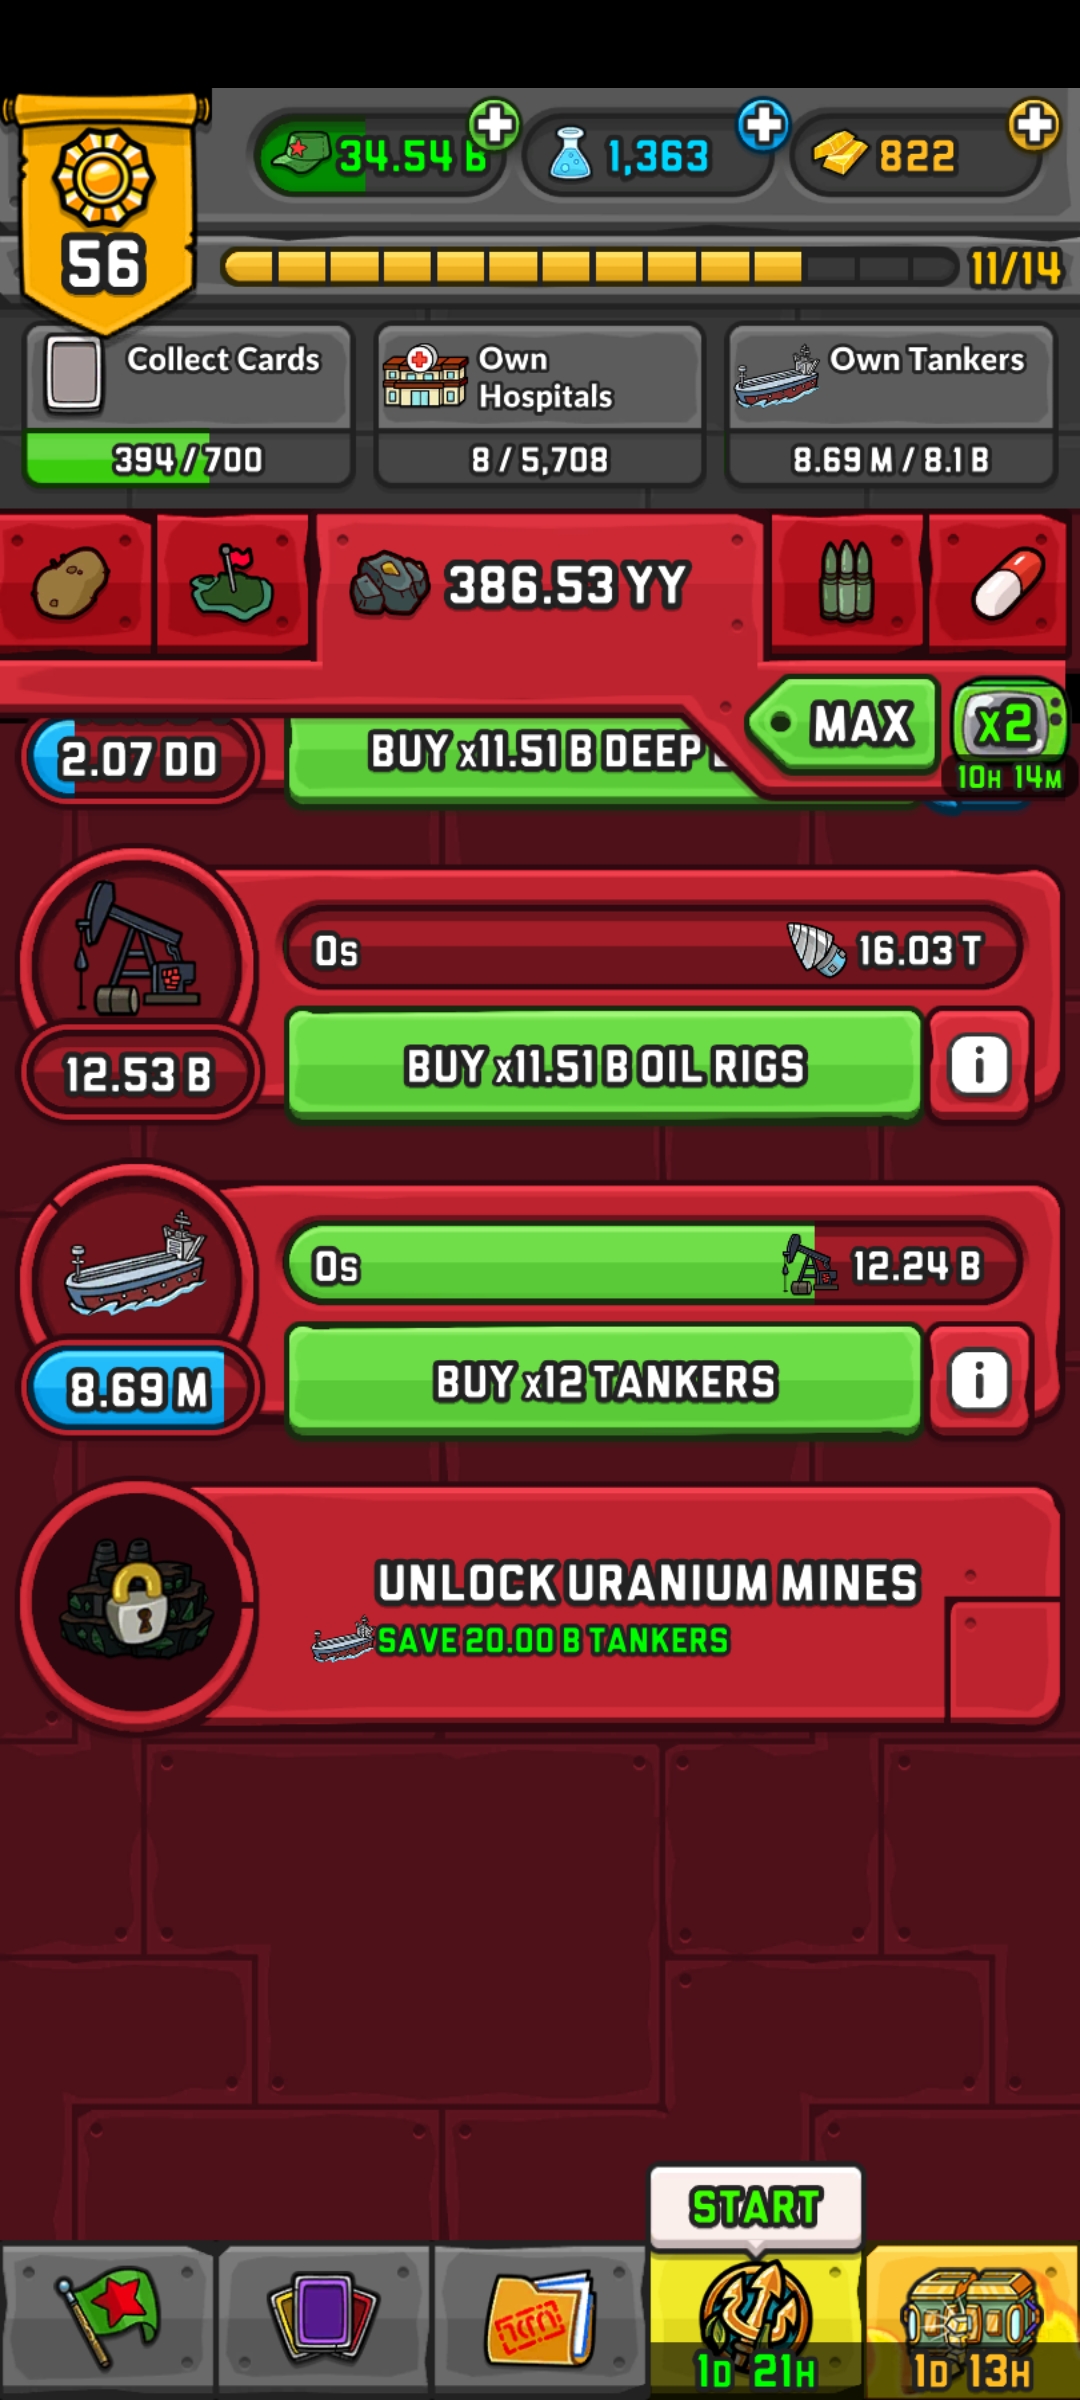 56
34.54 B
1,363
822
11/14
Collect Cards
394 / 700
Own
Hospitals
8 / 5,708
Own Tankers
8.69 M / 8.1 B
386.53 YY
MAX
x2
10H 14M
2.07 DD
BUY x11.51 B DEEP
0s
16.03 T
12.53 B
BUY x11.51 B OIL RIGS
i
0s
12.24 B
8.69 M
BUY x12 TANKERS
i
UNLOCK URANIUM MINES
SAVE 20.00 B TANKERS
START
1D 21H
1D 13H